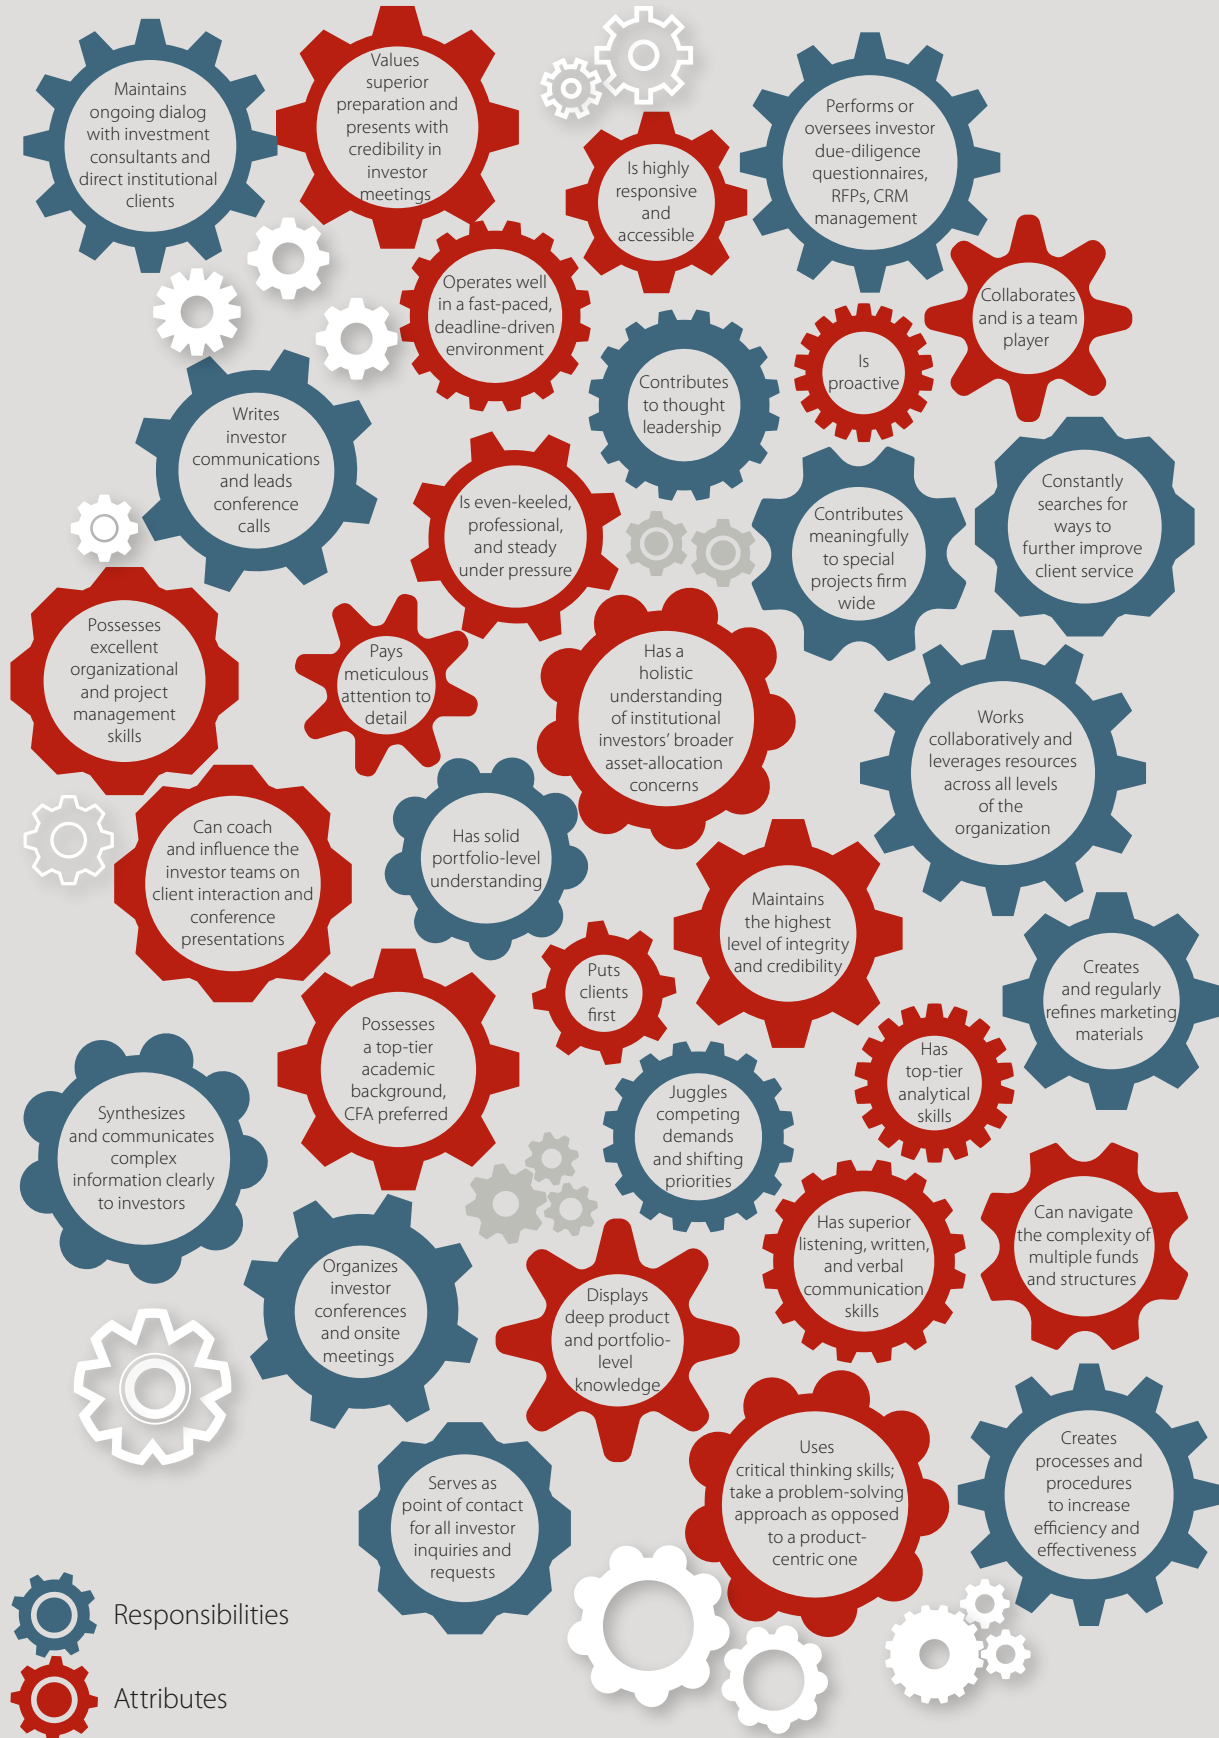 Maintains
ongoing dialog
with investment
consultants and
direct institutional
clients
Values
superior
preparation and
presents with
credibility in
investor
meetings
Is highly
responsive
and
accessible
Performs or
oversees investor
due-diligence
questionnaires,
RFPs, CRM
management
Operates well
in a fast-paced,
deadline-driven
environment
Collaborates
and is a team
player
Contributes
to thought
leadership
Is
proactive
Writes
investor
communications
and leads
conference
calls
Is even-keeled,
professional,
and steady
under pressure
Contributes
meaningfully
to special
projects firm
wide
Constantly
searches for
ways to
further improve
client service
Possesses
excellent
organizational
and project
management
skills
Pays
meticulous
attention to
detail
Has a
holistic
understanding
of institutional
investors’ broader
asset-allocation
concerns
Works
collaboratively and
leverages resources
across all levels
of the
organization
Can coach
and influence the
investor teams on
client interaction and
conference
presentations
Has solid
portfolio-level
understanding
Maintains
the highest
level of integrity
and credibility
Puts
clients
first
Creates
and regularly
refines marketing
materials
Possesses
a top-tier
academic
background,
CFA preferred
Has
top-tier
analytical
skills
Synthesizes
and communicates
complex
information clearly
to investors
Juggles
competing
demands
and shifting
priorities
Has superior
listening, written,
and verbal
communication
skills
Can navigate
the complexity of
multiple funds
and structures
Organizes
investor
conferences
and onsite
meetings
Displays
deep product
and portfolio-
level
knowledge
Uses
critical thinking skills;
take a problem-solving
approach as opposed
to a product-
centric one
Creates
processes and
procedures
to increase
efficiency and
effectiveness
Serves as
point of contact
for all investor
inquiries and
requests
Responsibilities
Attributes